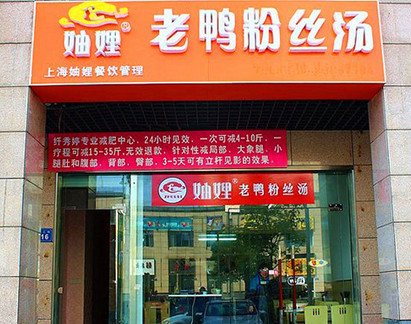 妯娌® 老鸭粉丝汤
上海妯娌餐饮管理
纤秀婷专业减肥中心、24小时见效、一次可减4-10斤、一
疗程可减15-35斤.无效退款、针对性减局部、大象腿、小
腿肚和腹部、背部、臀部、3-5天可有立杆见影的效果。
妯娌® 老鸭粉丝汤
16